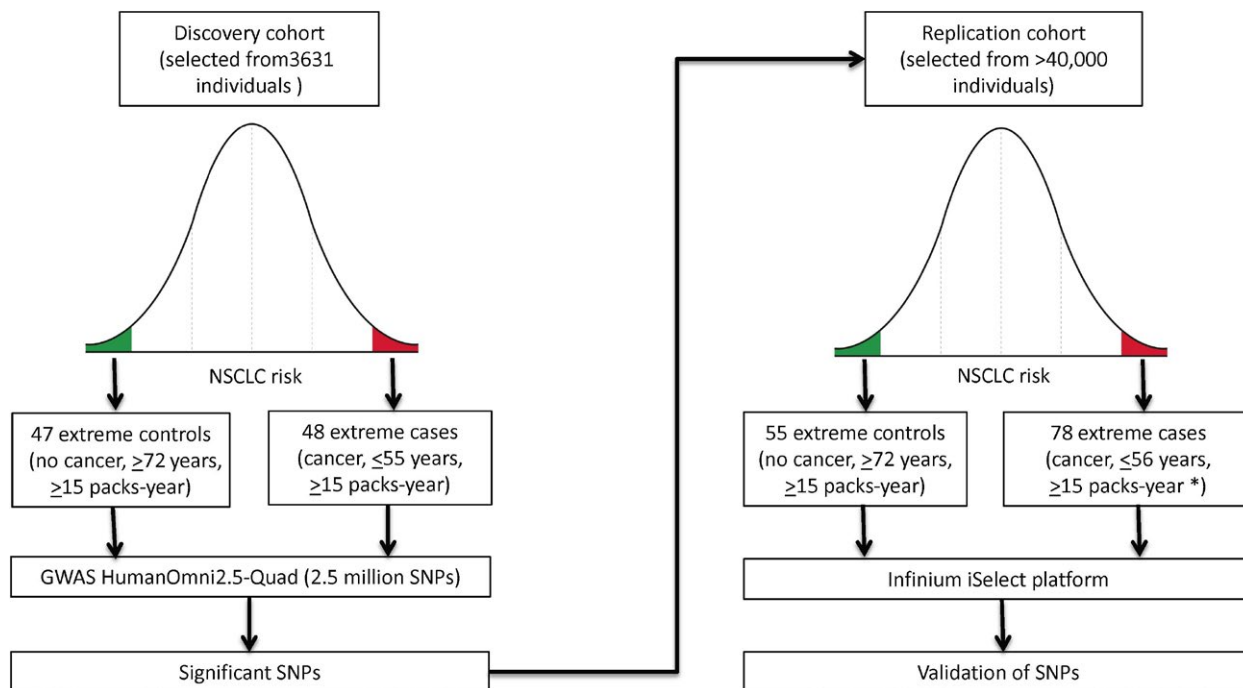 Discovery cohort
(selected from3631
individuals )
NSCLC risk
47 extreme controls
(no cancer, ≥72 years,
≥15 packs-year)
48 extreme cases
(cancer, ≤55 years,
≥15 packs-year)
GWAS HumanOmni2.5-Quad (2.5 million SNPs)
Significant SNPs
Replication cohort
(selected from >40,000
individuals)
NSCLC risk
55 extreme controls
(no cancer, ≥72 years,
≥15 packs-year)
78 extreme cases
(cancer, ≤56 years,
≥15 packs-year *)
Infinium iSelect platform
Validation of SNPs